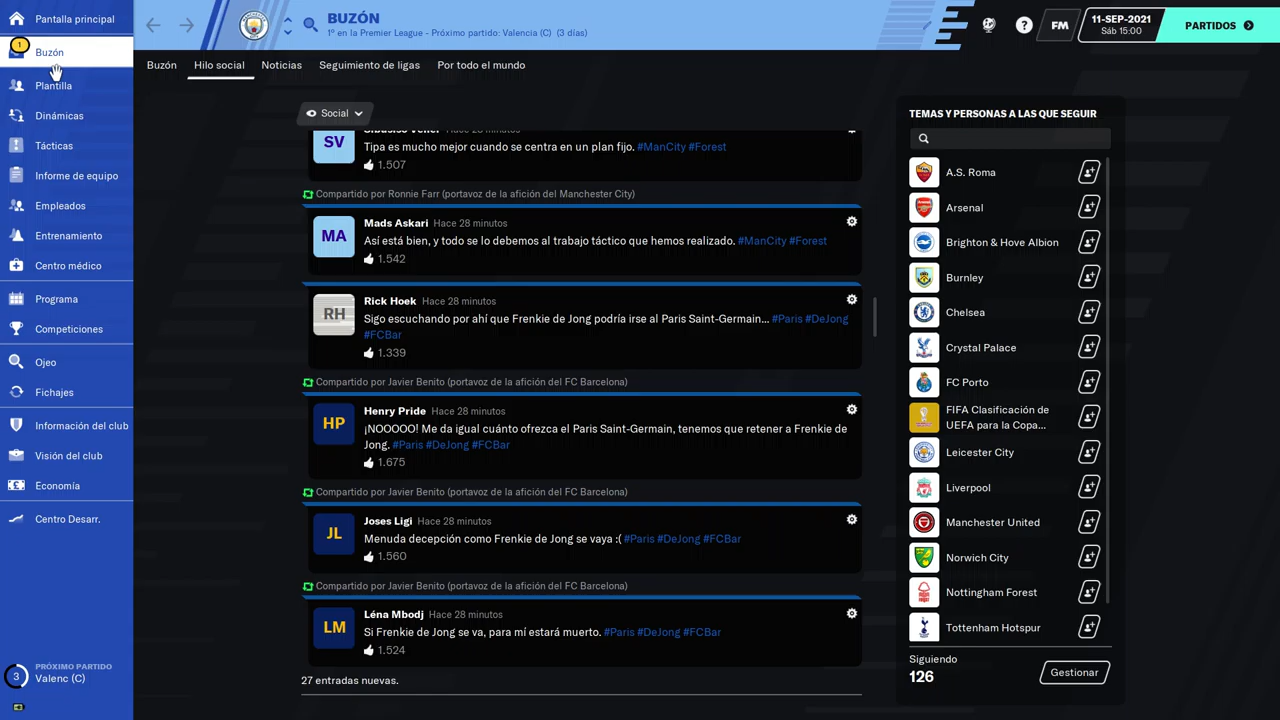 Pantalla principal
1
Buzón
Plantilla
Dinámicas
Tácticas
Informe de equipo
Empleados
Entrenamiento
Centro médico
Programa
Competiciones
Ojeo
Fichajes
Información del club
Visión del club
Economía
Centro Desarr.
3
PRÓXIMO PARTIDO
Valenc (C)
BUZÓN
1º en la Premier League - Próximo partido: Valencia (C) (3 días)
?
FM
11-SEP-2021
Sáb 15:00
PARTIDOS
Buzón
Hilo social
Noticias
Seguimiento de ligas
Por todo el mundo
Social
SV
Hace 28 minutos
Tipa es mucho mejor cuando se centra en un plan fijo. #ManCity #Forest
1.507
Compartido por Ronnie Farr (portavoz de la afición del Manchester City)
MA
Mads Askari Hace 28 minutos
Así está bien, y todo se lo debemos al trabajo táctico que hemos realizado. #ManCity #Forest
1.542
RH
Rick Hoek Hace 28 minutos
Sigo escuchando por ahí que Frenkie de Jong podría irse al Paris Saint-Germain... #Paris #DeJong
#FCBar
1.339
Compartido por Javier Benito (portavoz de la afición del FC Barcelona)
HP
Henry Pride Hace 28 minutos
¡NOOOOO! Me da igual cuánto ofrezca el Paris Saint-Germain, tenemos que retener a Frenkie de
Jong. #Paris #DeJong #FCBar
1.675
Compartido por Javier Benito (portavoz de la afición del FC Barcelona)
JL
Joses Ligi Hace 28 minutos
Menuda decepción como Frenkie de Jong se vaya :( #Paris #DeJong #FCBar
1.560
Compartido por Javier Benito (portavoz de la afición del FC Barcelona)
LM
Léna Mbodj Hace 28 minutos
Si Frenkie de Jong se va, para mí estará muerto. #Paris #DeJong #FCBar
1.524
27 entradas nuevas.
TEMAS Y PERSONAS A LAS QUE SEGUIR
A.S. Roma
Arsenal
Brighton & Hove Albion
Burnley
Chelsea
Crystal Palace
FC Porto
FIFA Clasificación de
UEFA para la Copa...
Leicester City
Liverpool
Manchester United
Norwich City
Nottingham Forest
Tottenham Hotspur
Siguiendo
126
Gestionar